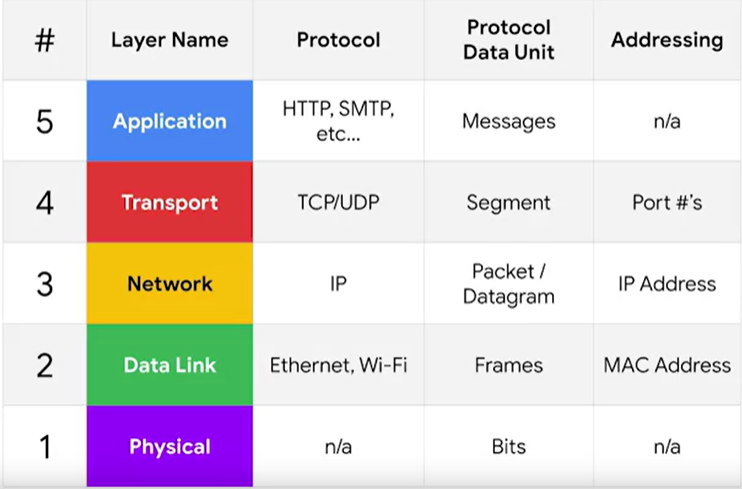 # Layer Name Protocol Protocol Data Unit Addressing
5 Application HTTP, SMTP, etc... Messages n/a
4 Transport TCP/UDP Segment Port #'s
3 Network IP Packet / Datagram IP Address
2 Data Link Ethernet, Wi-Fi Frames MAC Address
1 Physical n/a Bits n/a